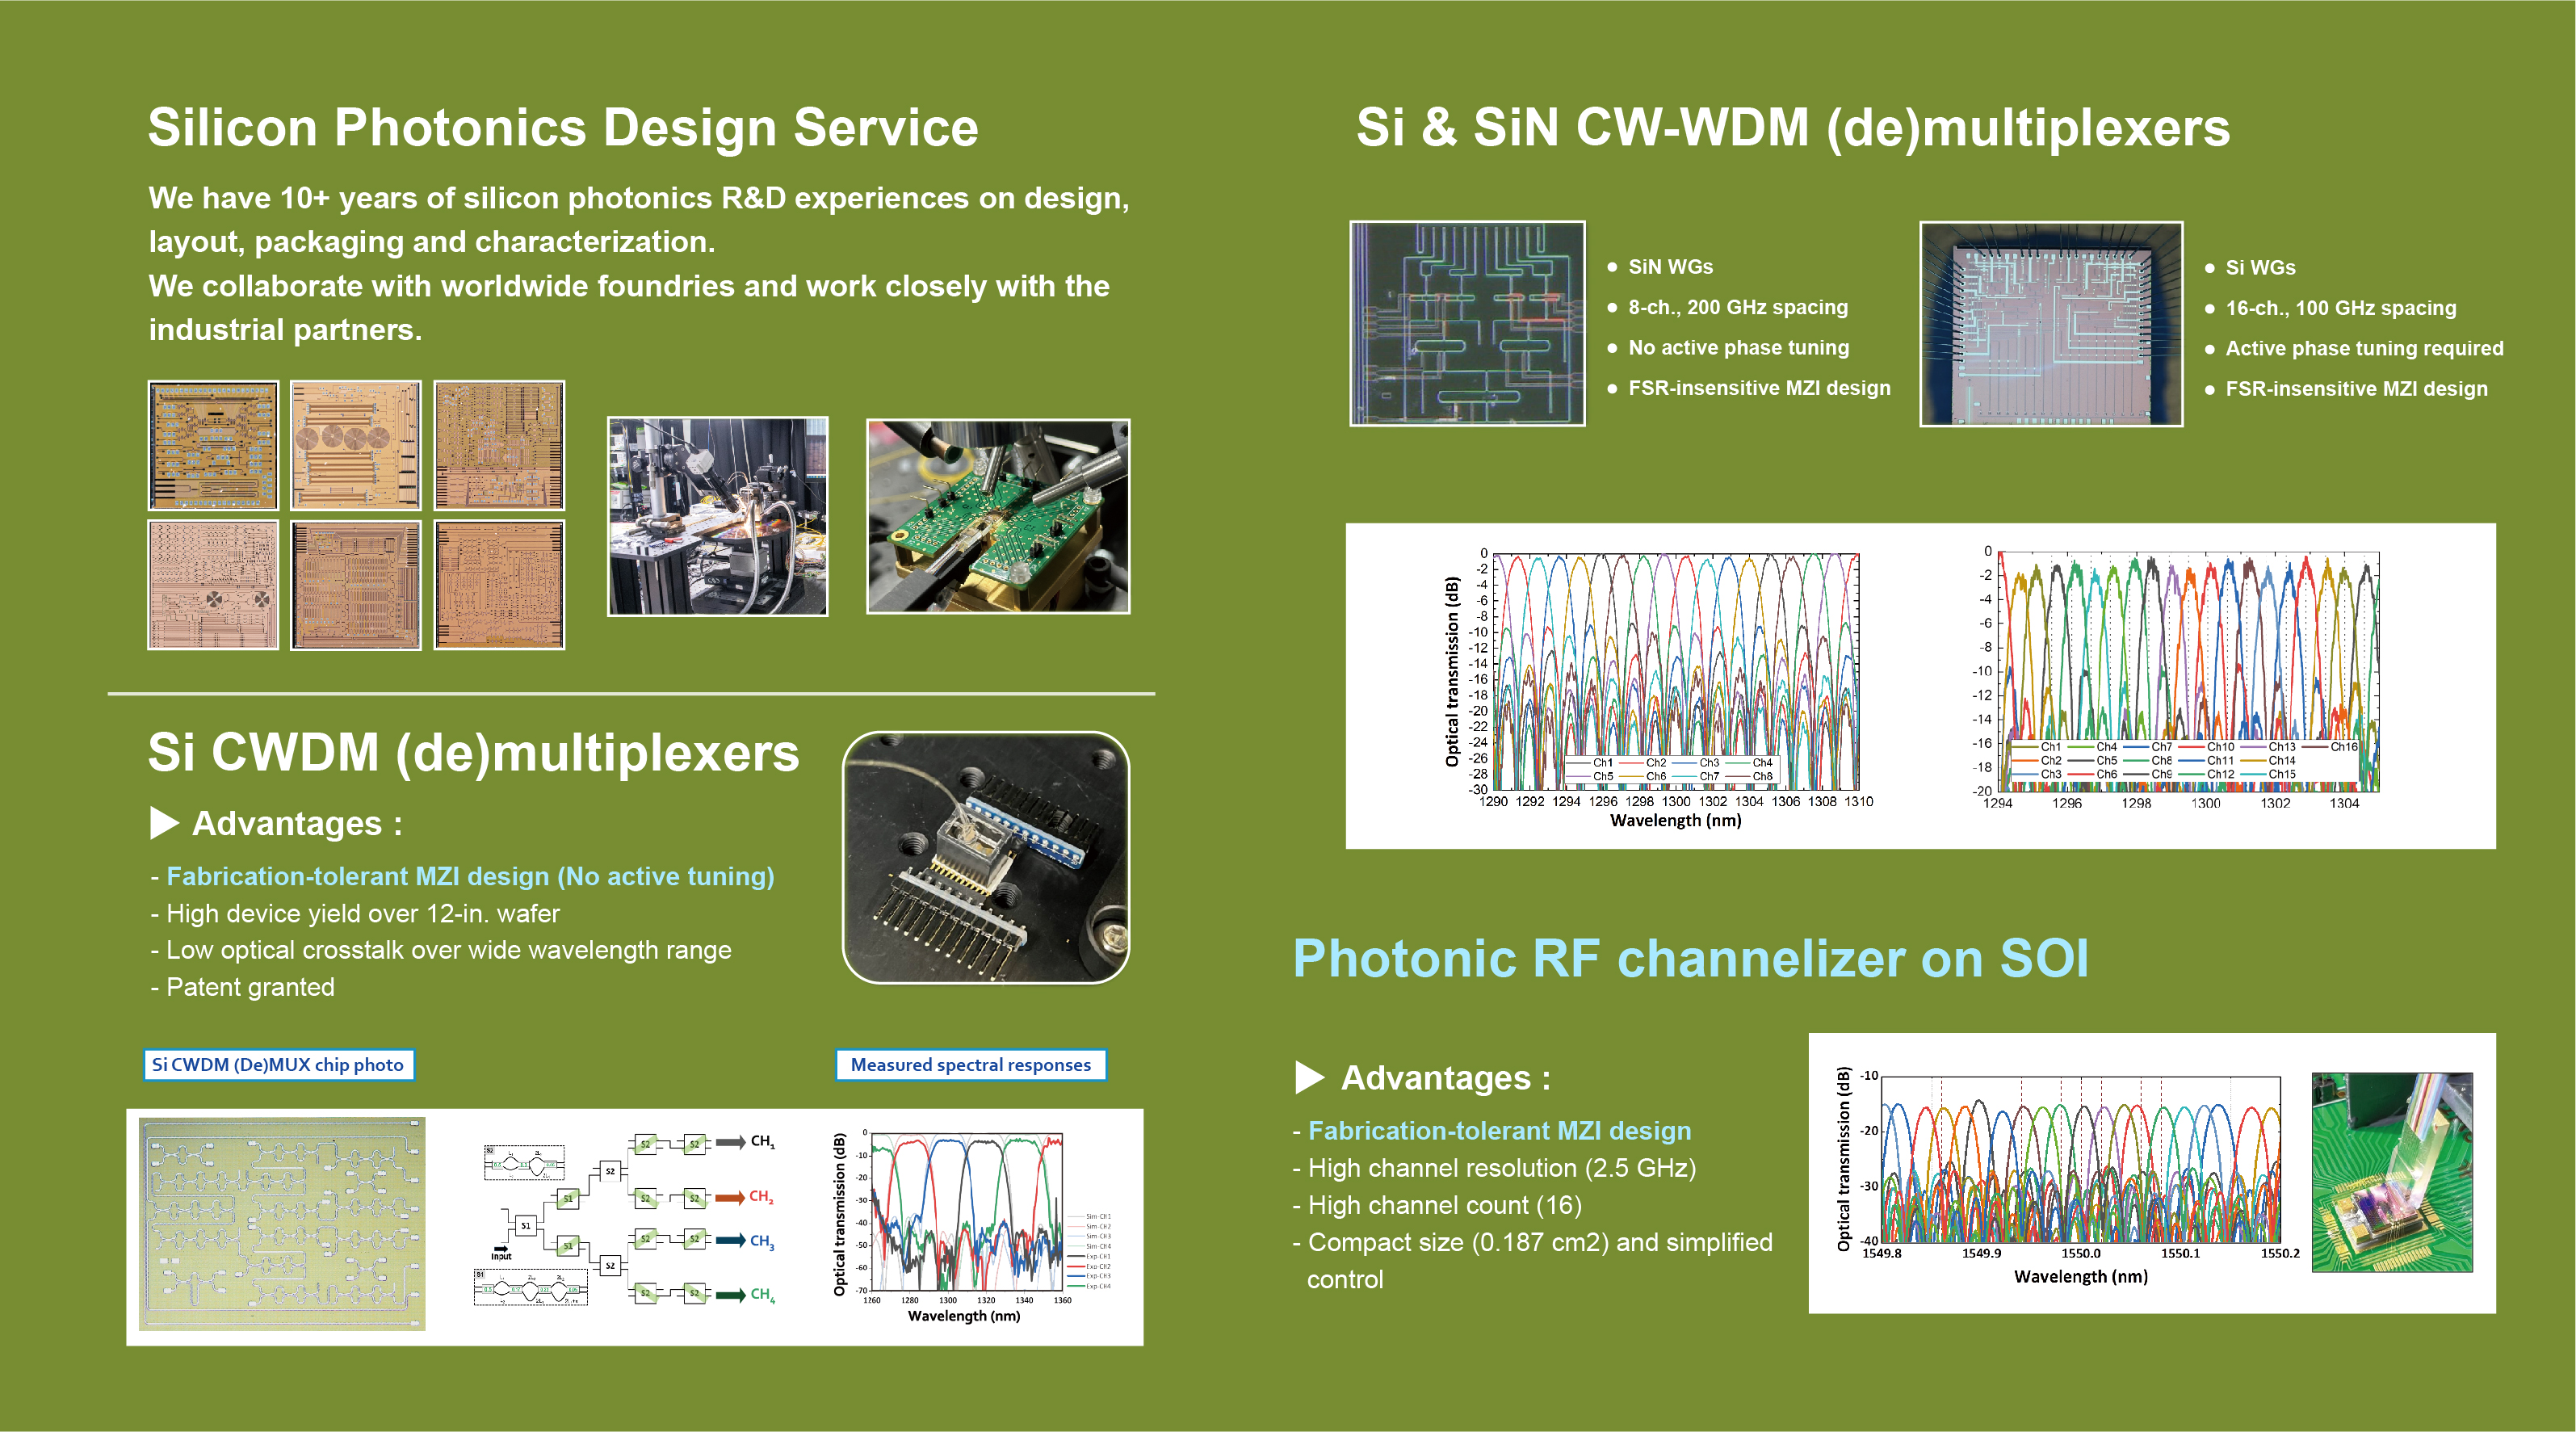 Silicon Photonics Design Service
We have 10+ years of silicon photonics R&D experiences on design,
layout, packaging and characterization.
We collaborate with worldwide foundries and work closely with the
industrial partners.
Si CWDM (de)multiplexers
Advantages :
- Fabrication-tolerant MZI design (No active tuning)
- High device yield over 12-in. wafer
- Low optical crosstalk over wide wavelength range
- Patent granted
Si CWDM (De)MUX chip photo
Measured spectral responses
S2 S2 CH1
S2
S1 S2 S2 CH2
S1
Input
S1 S2 S2 CH3
S2
S2 S2 CH4
Optical transmission (dB)
0
-10
-20
-30
-40
-50
-60
-70
1260 1280 1300 1320 1340 1360
Wavelength (nm)
Sim-CH1
Sim-CH2
Sim-CH3
Sim-CH4
Exp-CH1
Exp-CH2
Exp-CH3
Exp-CH4
Si & SiN CW-WDM (de)multiplexers
● SiN WGs
● 8-ch., 200 GHz spacing
● No active phase tuning
● FSR-insensitive MZI design
● Si WGs
● 16-ch., 100 GHz spacing
● Active phase tuning required
● FSR-insensitive MZI design
Optical transmission (dB)
0
-2
-4
-6
-8
-10
-12
-14
-16
-18
-20
-22
-24
-26
-28
-30
Ch1 Ch2 Ch3 Ch4
Ch5 Ch6 Ch7 Ch8
1290 1292 1294 1296 1298 1300 1302 1304 1306 1308 1310
Wavelength (nm)
0
-2
-4
-6
-8
-10
-12
-14
-16
-18
-20
Ch1 Ch4 Ch7 Ch10 Ch13 Ch16
Ch2 Ch5 Ch8 Ch11 Ch14
Ch3 Ch6 Ch9 Ch12 Ch15
1294 1296 1298 1300 1302 1304
Photonic RF channelizer on SOI
Advantages :
- Fabrication-tolerant MZI design
- High channel resolution (2.5 GHz)
- High channel count (16)
- Compact size (0.187 cm2) and simplified
control
Optical transmission (dB)
-10
-20
-30
-40
1549.8 1549.9 1550.0 1550.1 1550.2
Wavelength (nm)